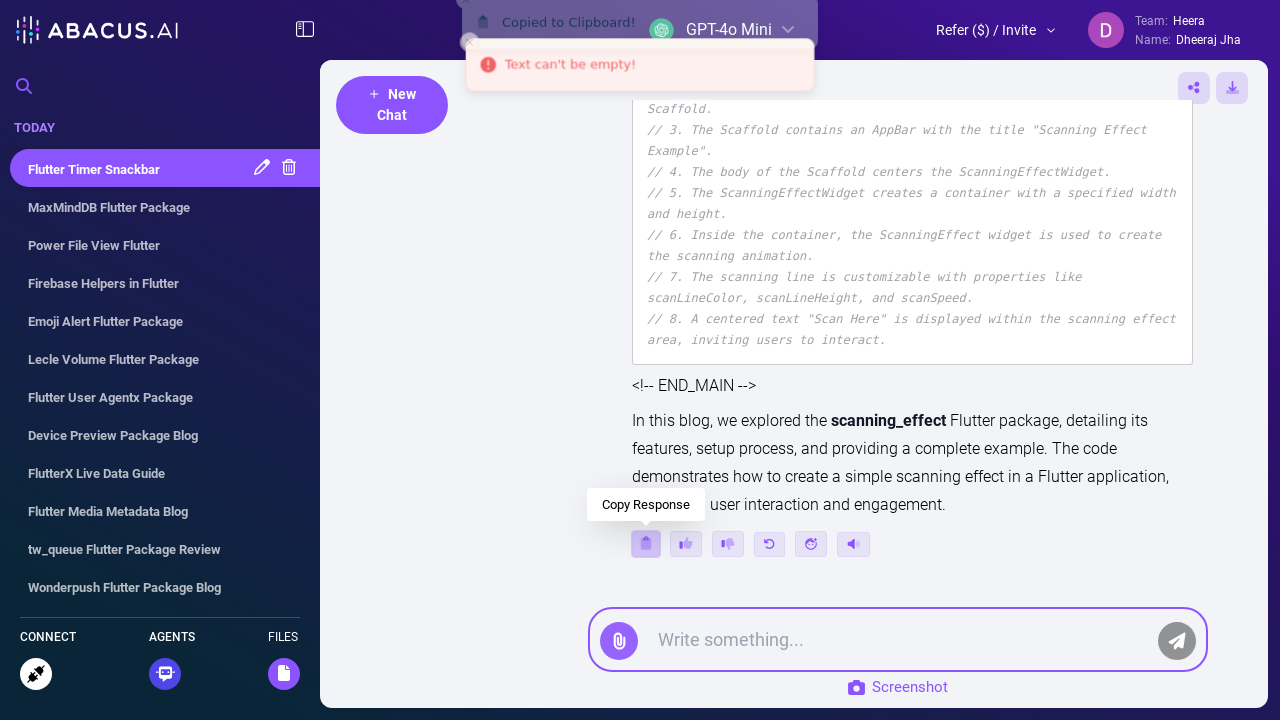 ABACUS.AI
Copied to Clipboard!
GPT-4o Mini
Text can't be empty!
Refer ($) / Invite
D
Team: Heera
Name: Dheeraj Jha
TODAY
Flutter Timer Snackbar
MaxMindDB Flutter Package
Power File View Flutter
Firebase Helpers in Flutter
Emoji Alert Flutter Package
Lecle Volume Flutter Package
Flutter User Agentx Package
Device Preview Package Blog
FlutterX Live Data Guide
Flutter Media Metadata Blog
tw_queue Flutter Package Review
Wonderpush Flutter Package Blog
CONNECT
AGENTS
FILES
+ New
Chat
Scaffold.
// 3. The Scaffold contains an AppBar with the title "Scanning Effect
Example".
// 4. The body of the Scaffold centers the ScanningEffectWidget.
// 5. The ScanningEffectWidget creates a container with a specified width
and height.
// 6. Inside the container, the ScanningEffect widget is used to create
the scanning animation.
// 7. The scanning line is customizable with properties like
scanLineColor, scanLineHeight, and scanSpeed.
// 8. A centered text "Scan Here" is displayed within the scanning effect
area, inviting users to interact.
<!-- END_MAIN -->
In this blog, we explored the scanning_effect Flutter package, detailing its
features, setup process, and providing a complete example. The code
demonstrates how to create a simple scanning effect in a Flutter application,
user interaction and engagement.
Copy Response
Write something...
Screenshot